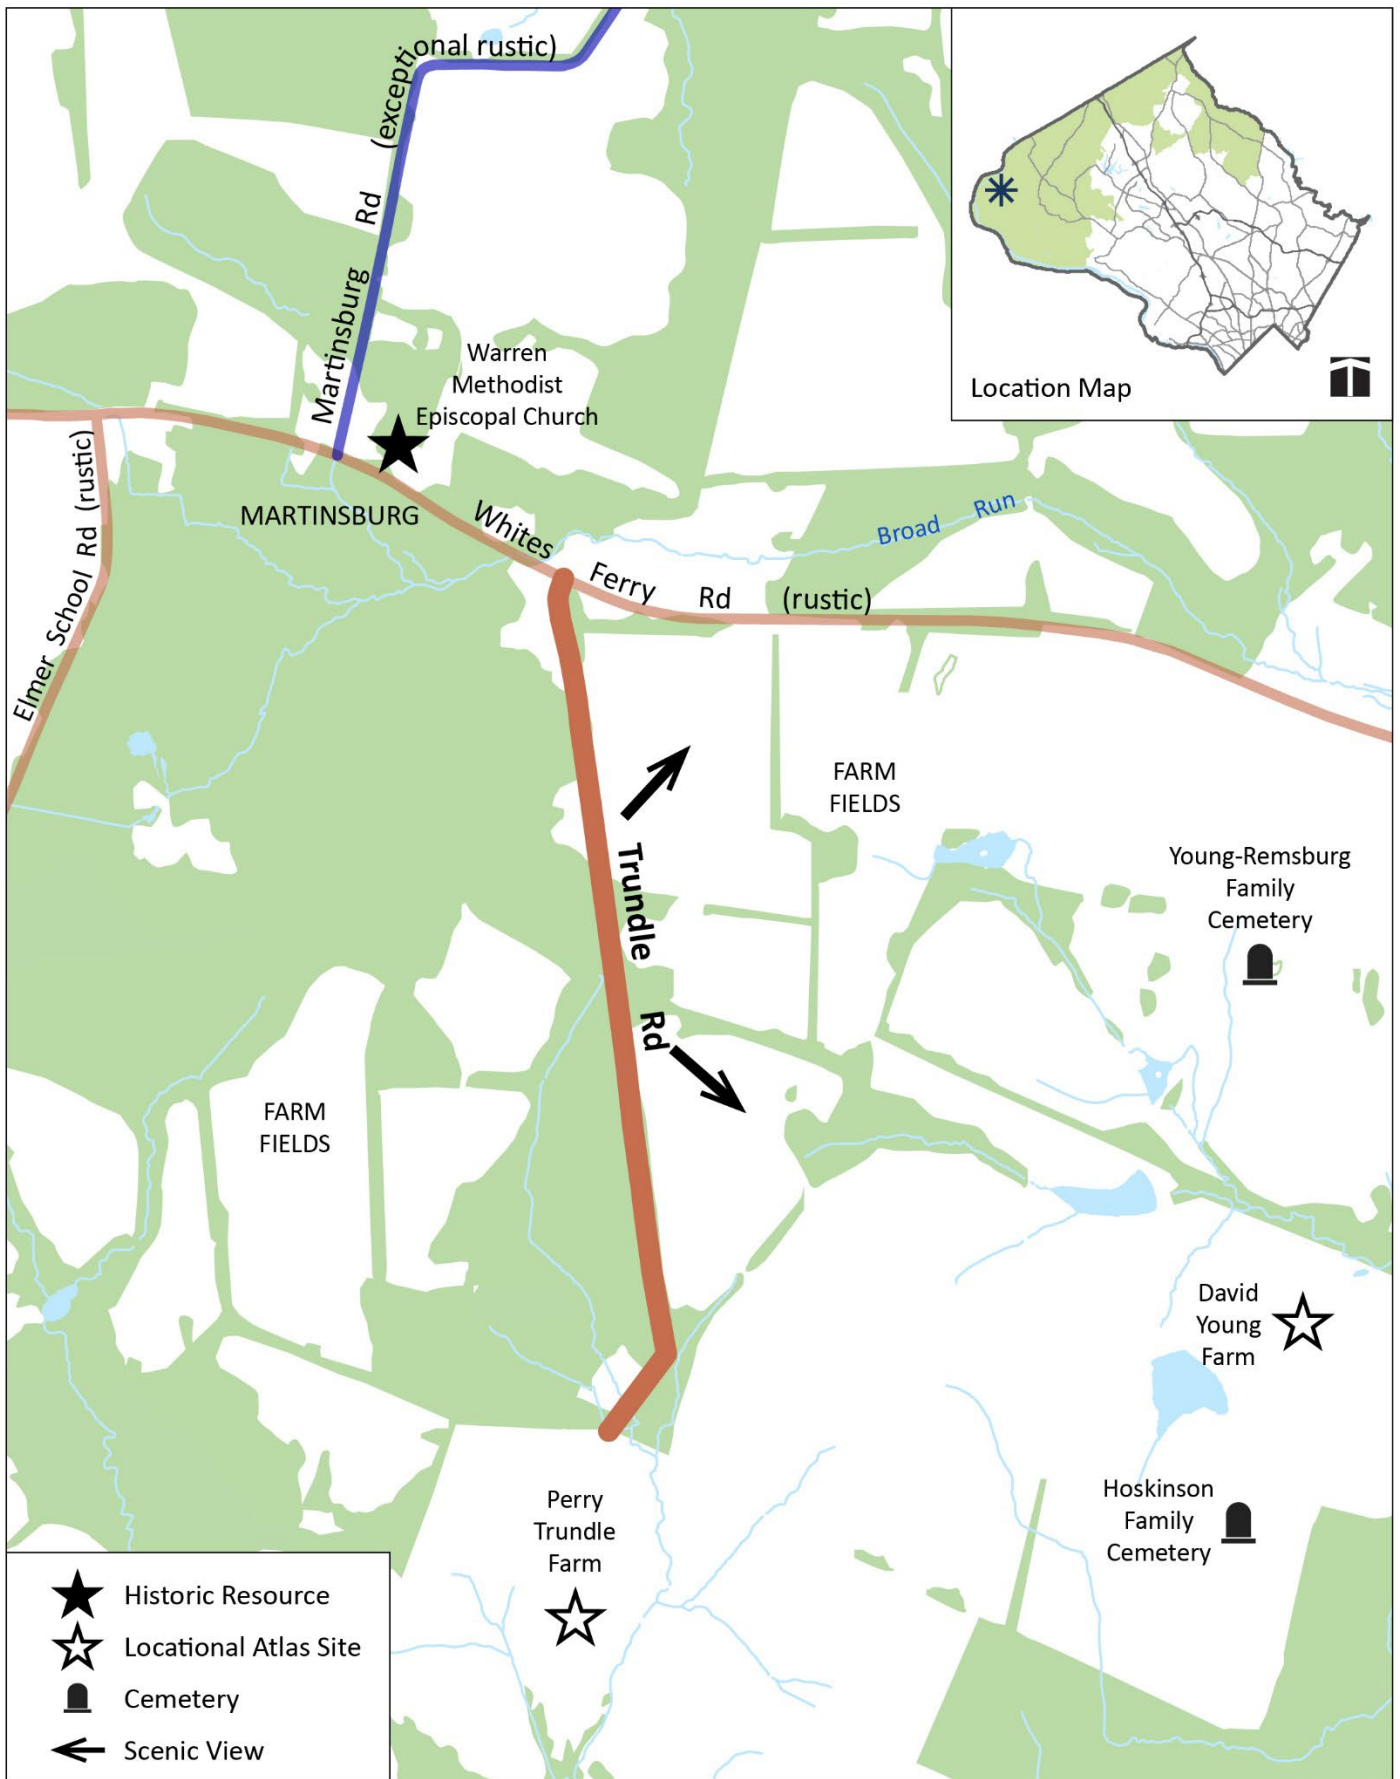 (exceptional rustic)
Martinsburg Rd
Location Map
Warren
Methodist
Episcopal Church
MARTINSBURG
Elmer School Rd (rustic)
Whites Ferry Rd (rustic)
Broad Run
FARM
FIELDS
Trundle Rd
Young-Remsburg
Family
Cemetery
FARM
FIELDS
David
Young
Farm
Hoskinson
Family
Cemetery
Perry
Trundle
Farm
Historic Resource
Locational Atlas Site
Cemetery
Scenic View